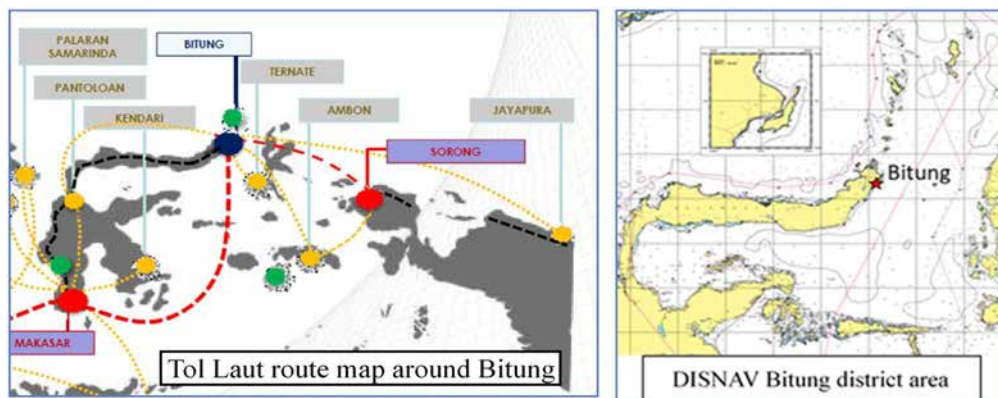 PALARAN
SAMARINDA
BITUNG
TERNATE
PANTOLOAN
AMBON
KENDARI
JAYAPURA
SORONG
MAKASAR
Tol Laut route map around Bitung
Bitung
DISNAV Bitung district area